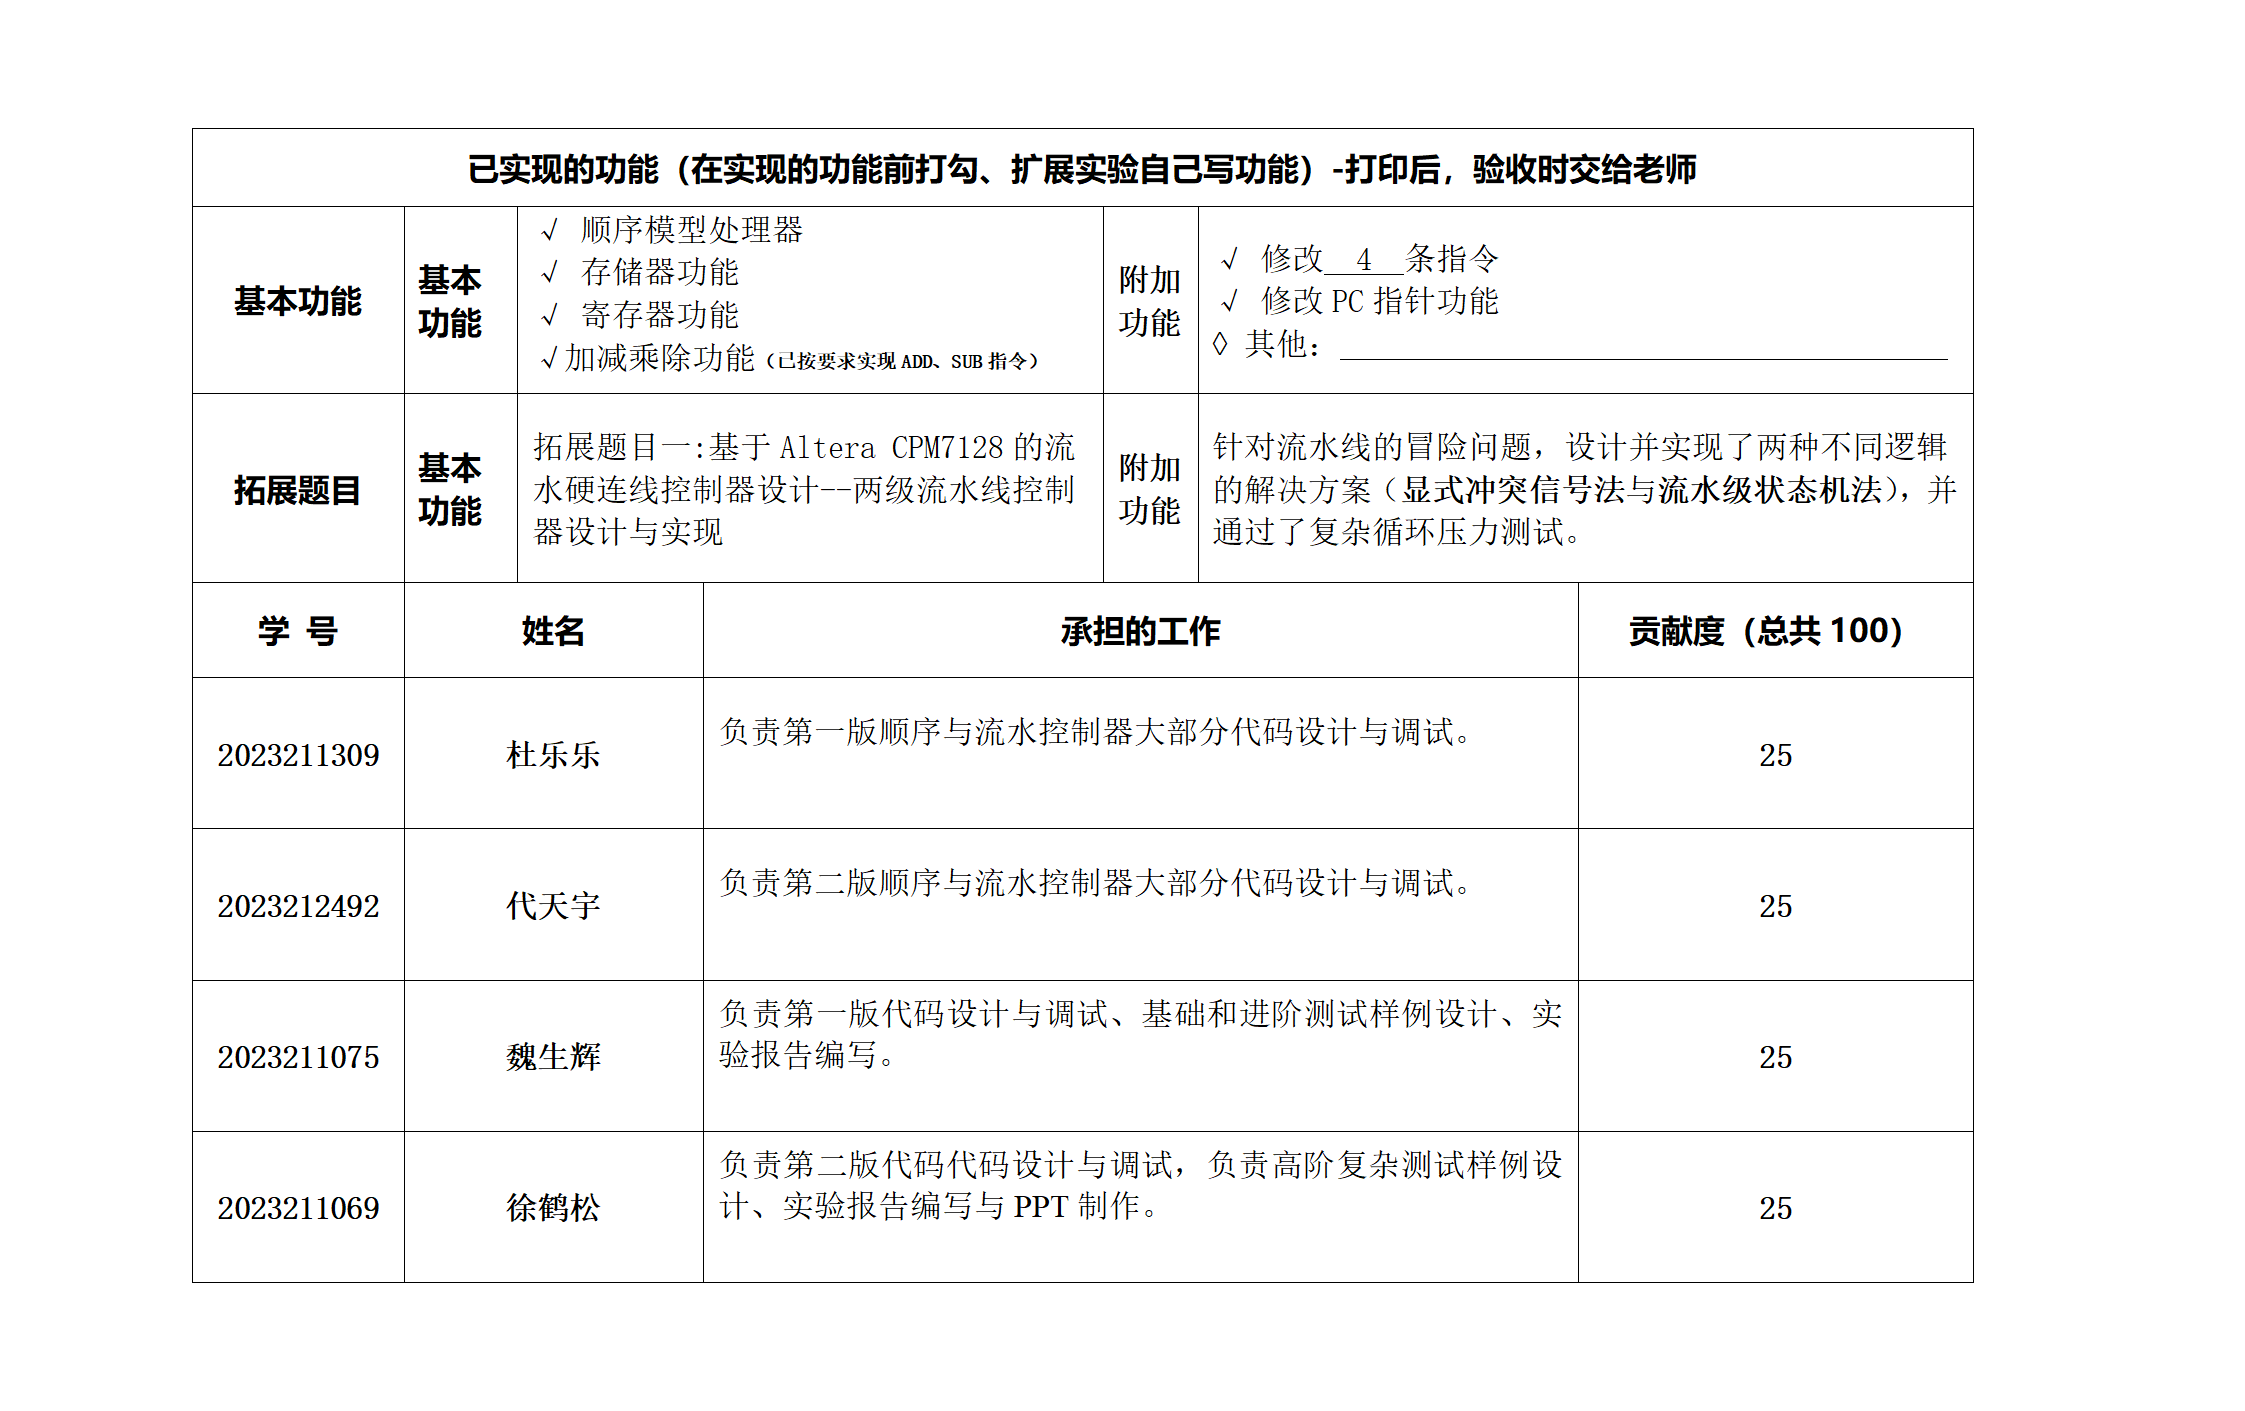 已实现的功能（在实现的功能前打勾、扩展实验自己写功能）-打印后，验收时交给老师
基本功能
基本
功能
√ 顺序模型处理器
√ 存储器功能
√ 寄存器功能
√加减乘除功能（已按要求实现 ADD、SUB 指令）
附加
功能
√ 修改__4__条指令
√ 修改 PC 指针功能
◊ 其他：
拓展题目
基本
功能
拓展题目一:基于 Altera CPM7128 的流
水硬连线控制器设计--两级流水线控制
器设计与实现
附加
功能
针对流水线的冒险问题，设计并实现了两种不同逻辑
的解决方案（显式冲突信号法与流水级状态机法），并
通过了复杂循环压力测试。
学 号 姓名 承担的工作 贡献度（总共 100）
2023211309 杜乐乐 负责第一版顺序与流水控制器大部分代码设计与调试。 25
2023212492 代天宇 负责第二版顺序与流水控制器大部分代码设计与调试。 25
2023211075 魏生辉 负责第一版代码设计与调试、基础和进阶测试样例设计、实
验报告编写。 25
2023211069 徐鹤松 负责第二版代码代码设计与调试，负责高阶复杂测试样例设
计、实验报告编写与 PPT 制作。 25